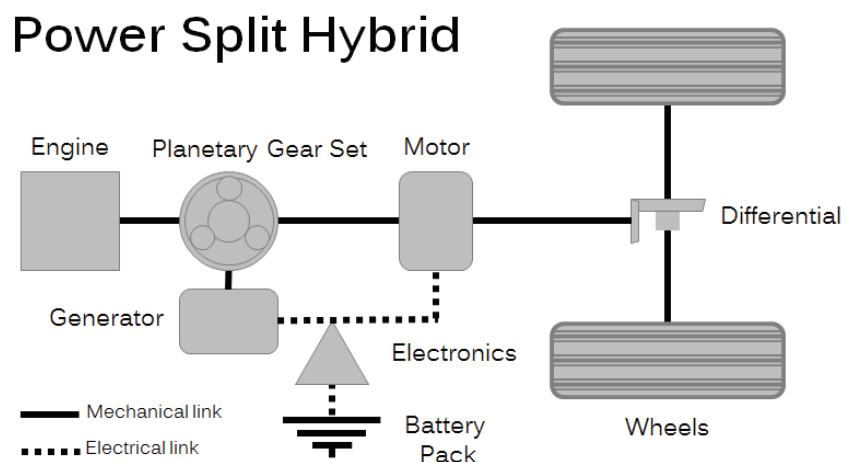 Power Split Hybrid
Engine
Planetary Gear Set
Motor
Differential
Generator
Electronics
Mechanical link
Electrical link
Battery
Pack
Wheels